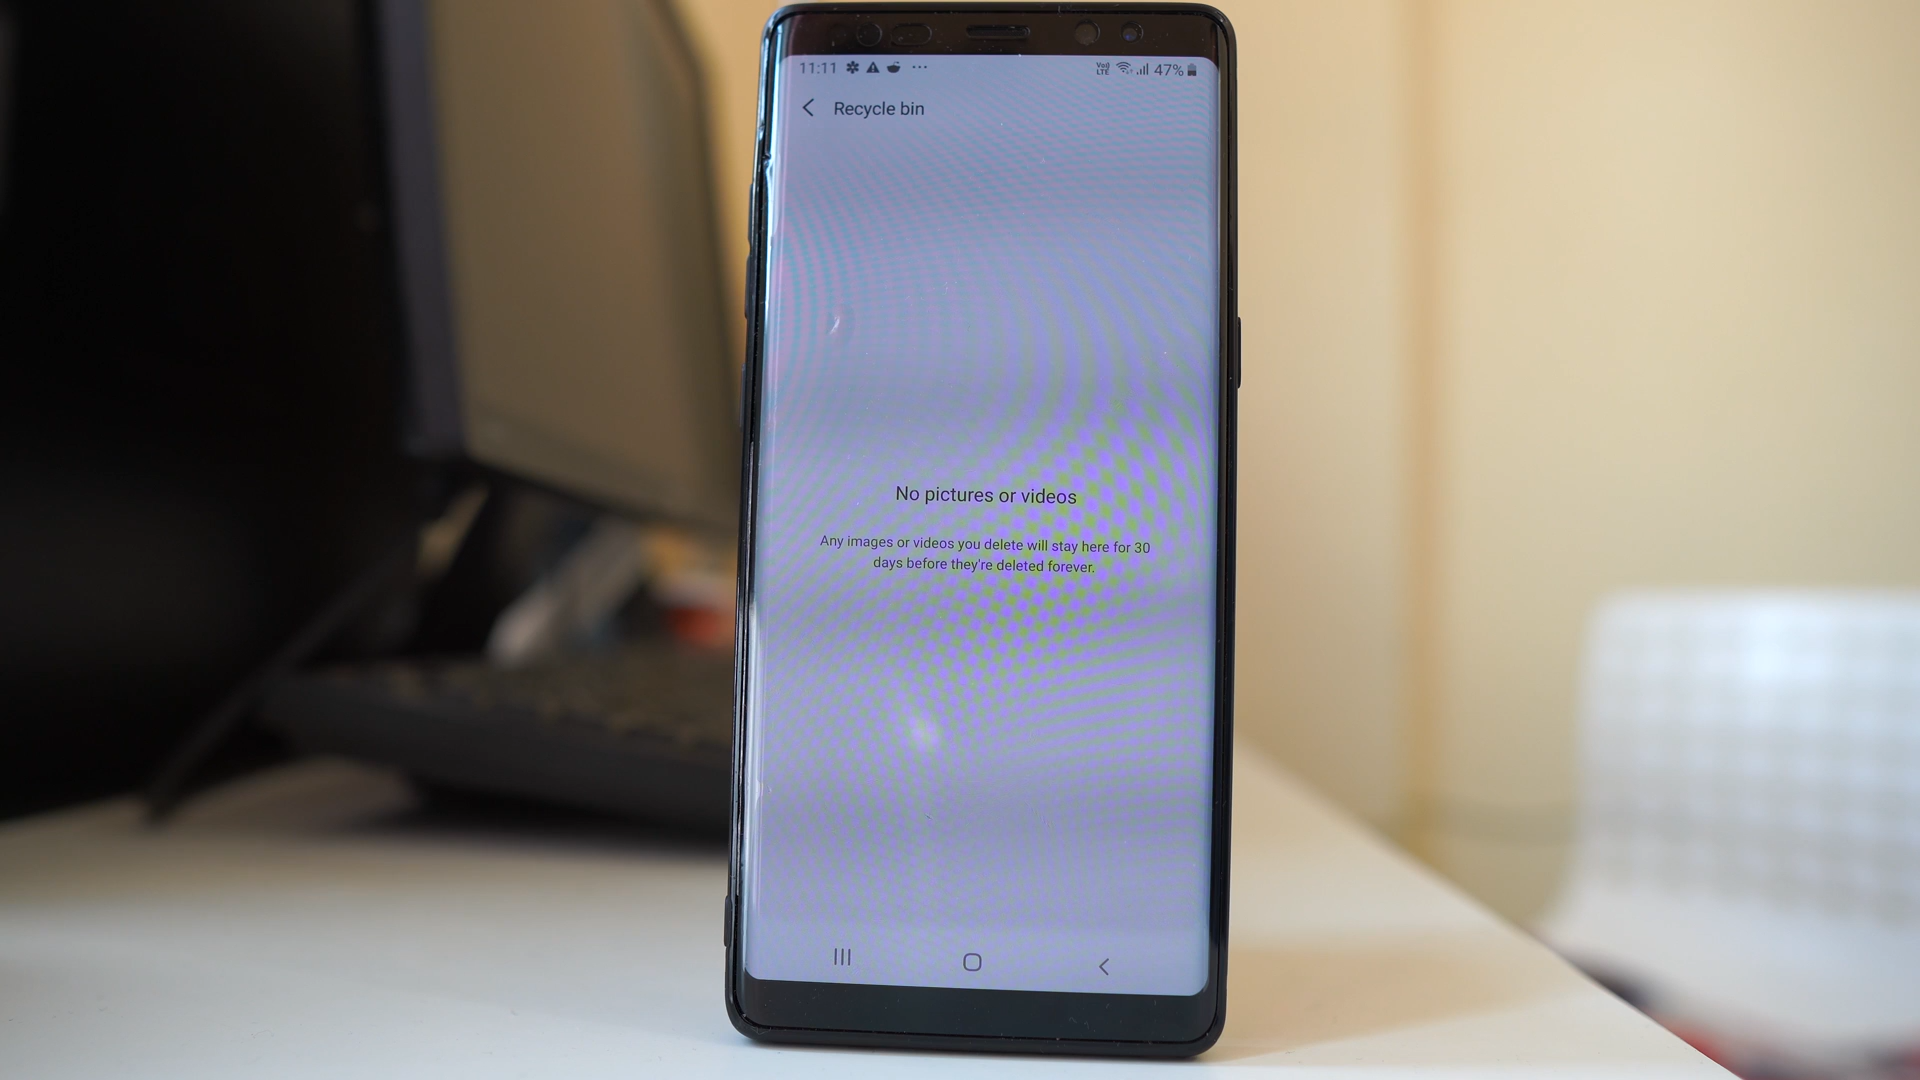 11:11 ... VoLTE 47%
Recycle bin
No pictures or videos
Any images or videos you delete will stay here for 30
days before they're deleted forever.